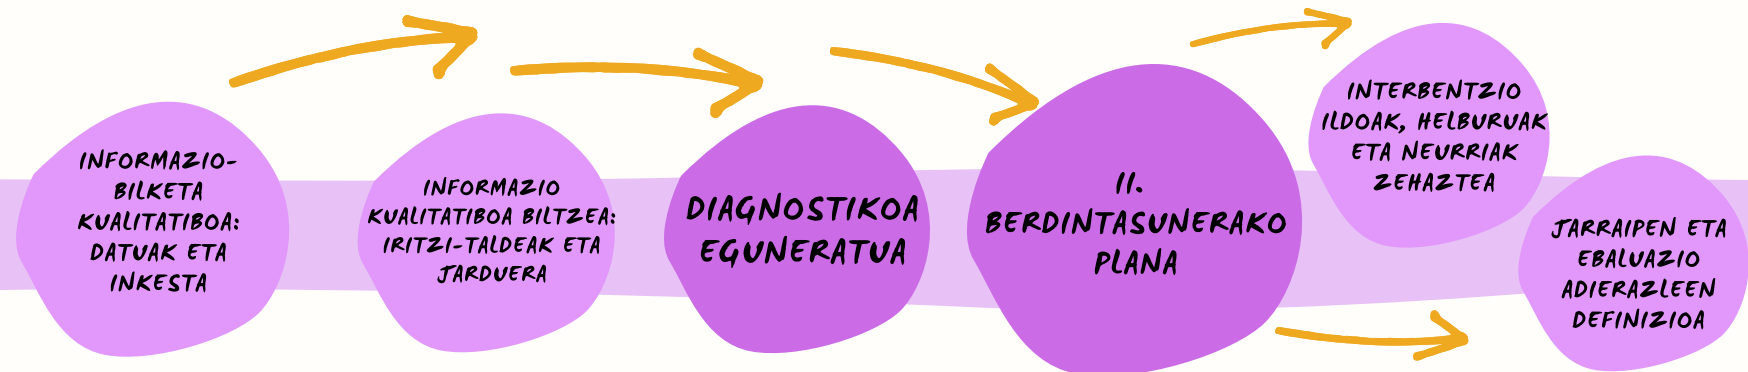 INFORMAZIO-
BILKETA
KUALITATIBOA:
DATUAK ETA
INKESTA
INFORMAZIO
KUALITATIBOA BILTZEA:
IRITZI-TALDEAK ETA
JARDUERA
DIAGNOSTIKOA
EGUNERATUA
II.
BERDINTASUNERAKO
PLANA
INTERBENTZIO
ILDOAK, HELBURUAK
ETA NEURRIAK
ZEHAZTEA
JARRAIPEN ETA
EBALUAZIO
ADIERAZLEEN
DEFINIZIOA